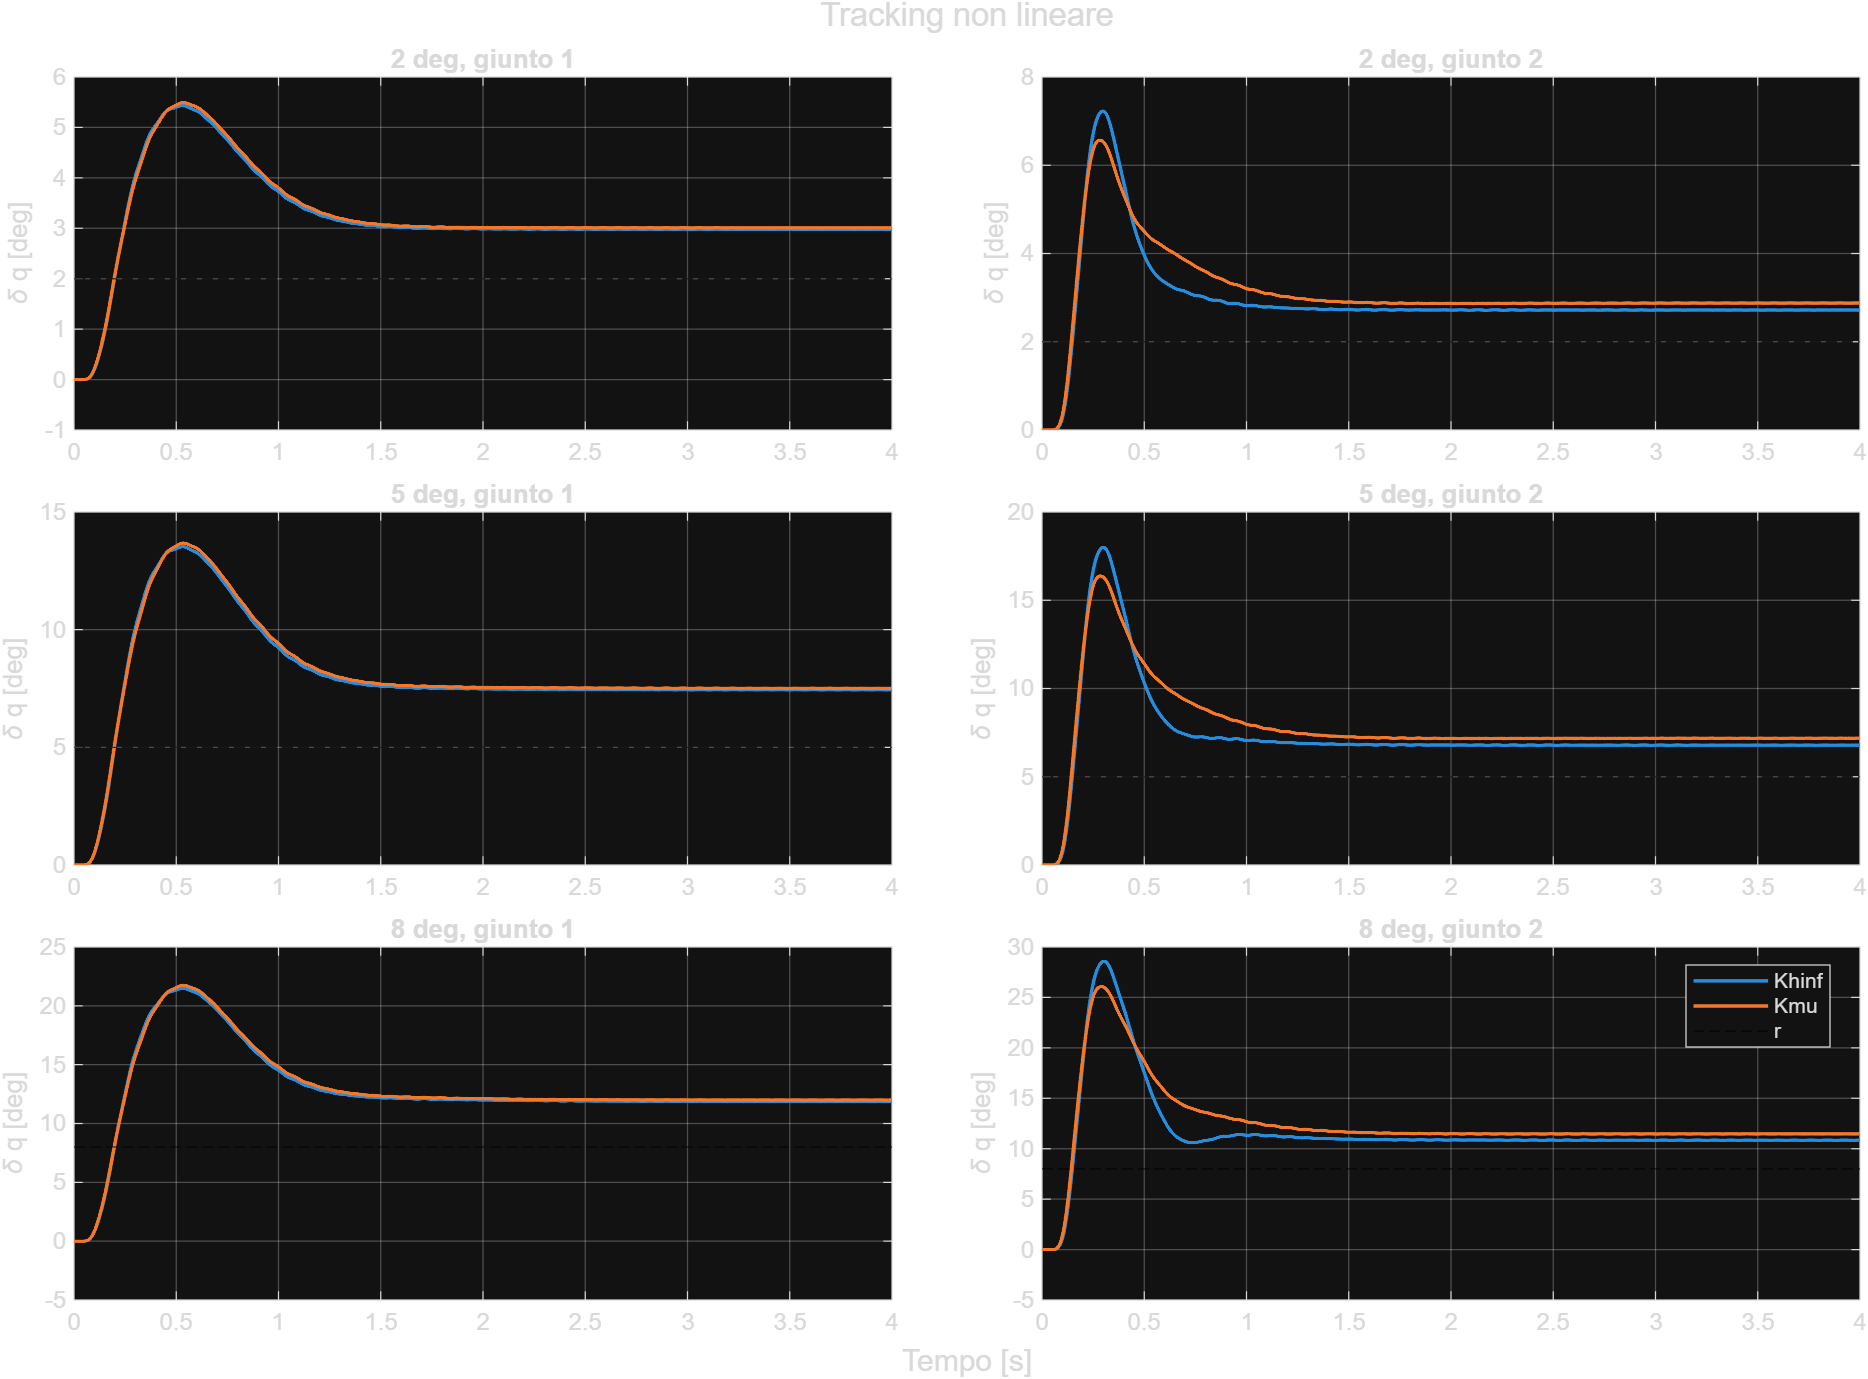 Tracking non lineare
2 deg, giunto 1
δ q [deg]
6
5
4
3
2
1
0
-1
0 0.5 1 1.5 2 2.5 3 3.5 4
2 deg, giunto 2
δ q [deg]
8
6
4
2
0
0 0.5 1 1.5 2 2.5 3 3.5 4
5 deg, giunto 1
δ q [deg]
15
10
5
0
0 0.5 1 1.5 2 2.5 3 3.5 4
5 deg, giunto 2
δ q [deg]
20
15
10
5
0
0 0.5 1 1.5 2 2.5 3 3.5 4
8 deg, giunto 1
δ q [deg]
25
20
15
10
5
0
-5
0 0.5 1 1.5 2 2.5 3 3.5 4
8 deg, giunto 2
δ q [deg]
30
25
20
15
10
5
0
-5
0 0.5 1 1.5 2 2.5 3 3.5 4
Khinf
Kmu
r
Tempo [s]